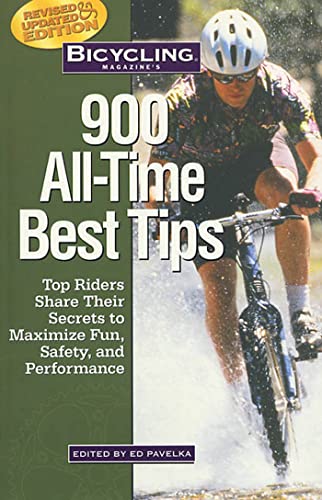 REVISED &
UPDATED
EDITION
BICYCLING®
MAGAZINE'S
900
All-Time
Best Tips
Top Riders
Share Their
Secrets to
Maximize Fun,
Safety, and
Performance
EDITED BY ED PAVELKA